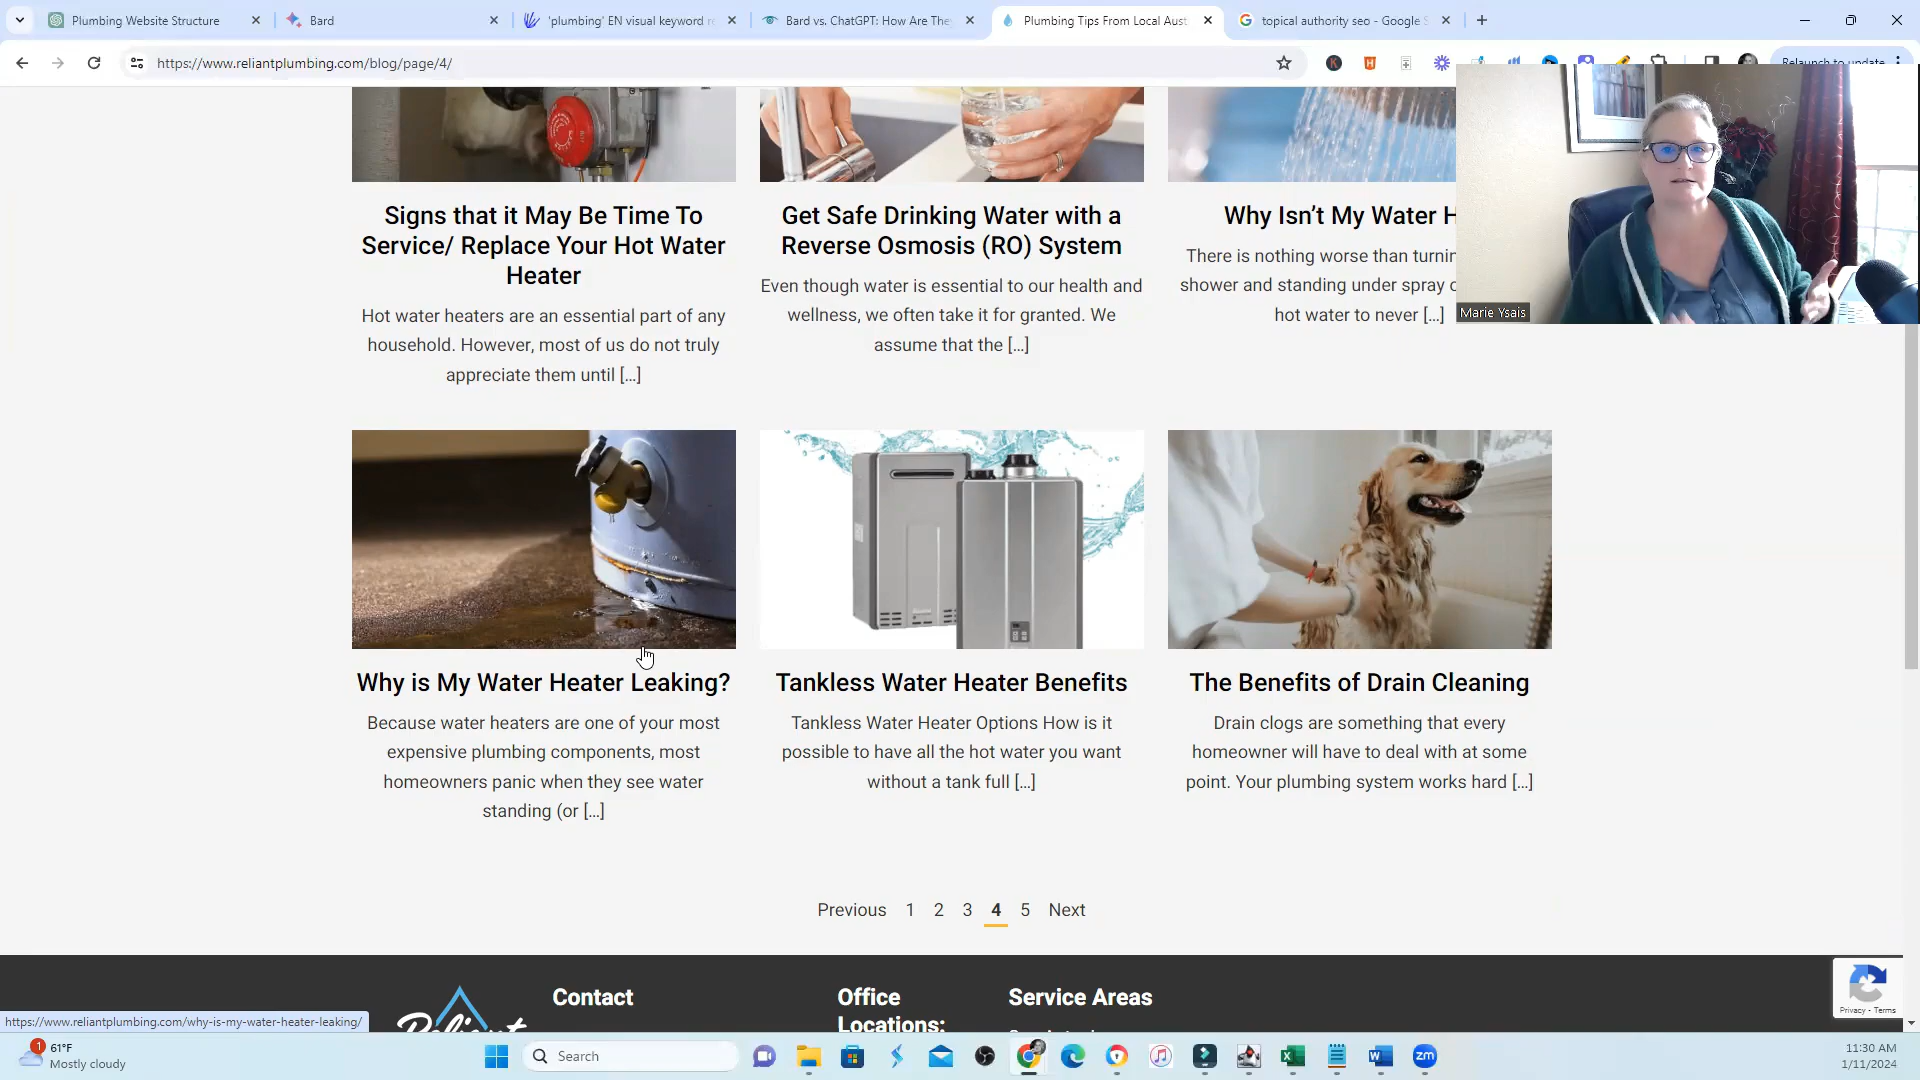 Plumbing Website Structure
Bard
'plumbing' EN visual keyword re
Bard vs. ChatGPT: How Are The
Plumbing Tips From Local Aust
topical authority seo - Google S
https://www.reliantplumbing.com/blog/page/4/
Relaunch to update
Signs that it May Be Time To
Service/ Replace Your Hot Water
Heater
Hot water heaters are an essential part of any
household. However, most of us do not truly
appreciate them until [...]
Get Safe Drinking Water with a
Reverse Osmosis (RO) System
Even though water is essential to our health and
wellness, we often take it for granted. We
assume that the [...]
Why Isn't My Water H
There is nothing worse than turnin
shower and standing under spray o
hot water to never [...]
Marie Ysais
Why is My Water Heater Leaking?
Because water heaters are one of your most
expensive plumbing components, most
homeowners panic when they see water
standing (or [...]
Tankless Water Heater Benefits
Tankless Water Heater Options How is it
possible to have all the hot water you want
without a tank full [...]
The Benefits of Drain Cleaning
Drain clogs are something that every
homeowner will have to deal with at some
point. Your plumbing system works hard [...]
Previous 1 2 3 4 5 Next
Reliant
Contact
Office
Locations:
Service Areas
Privacy - Terms
https://www.reliantplumbing.com/why-is-my-water-heater-leaking/
1
61°F
Mostly cloudy
Search
zm
11:30 AM
1/11/2024